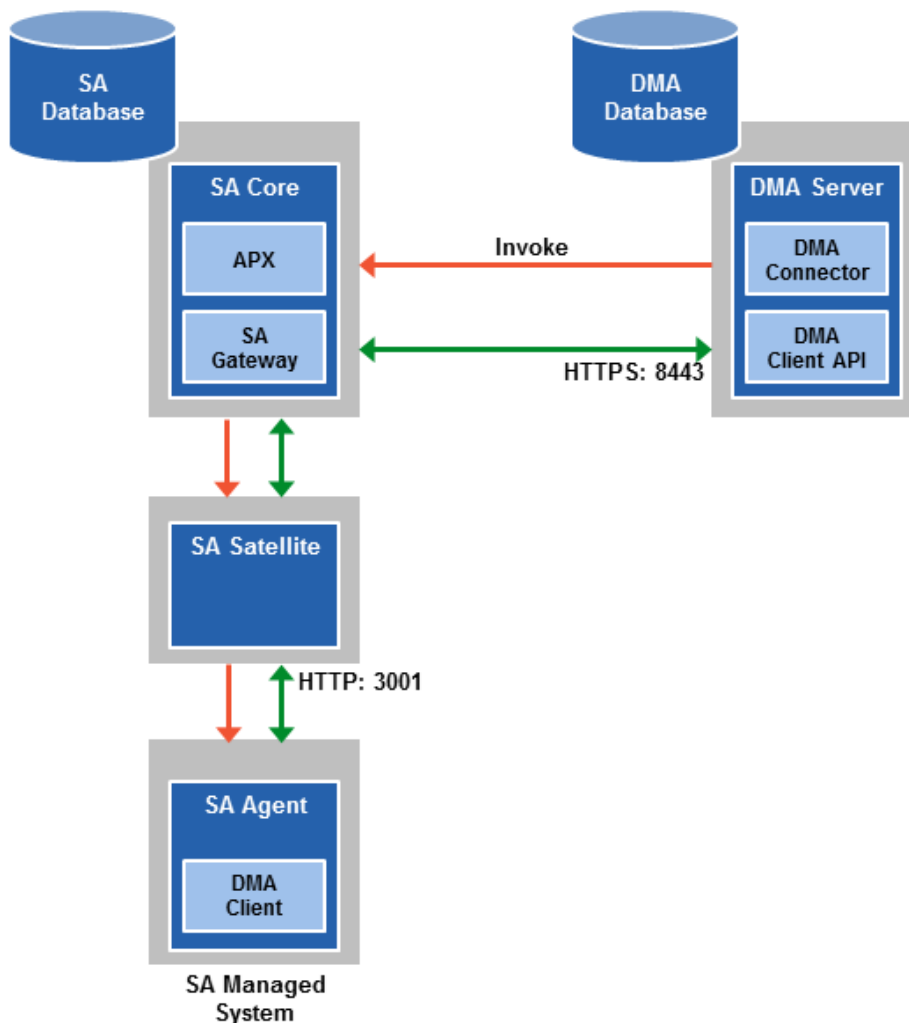 SA
Database
DMA
Database
SA Core
APX
SA
Gateway
Invoke
HTTPS: 8443
DMA Server
DMA
Connector
DMA
Client API
SA Satellite
HTTP: 3001
SA Agent
DMA
Client
SA Managed
System